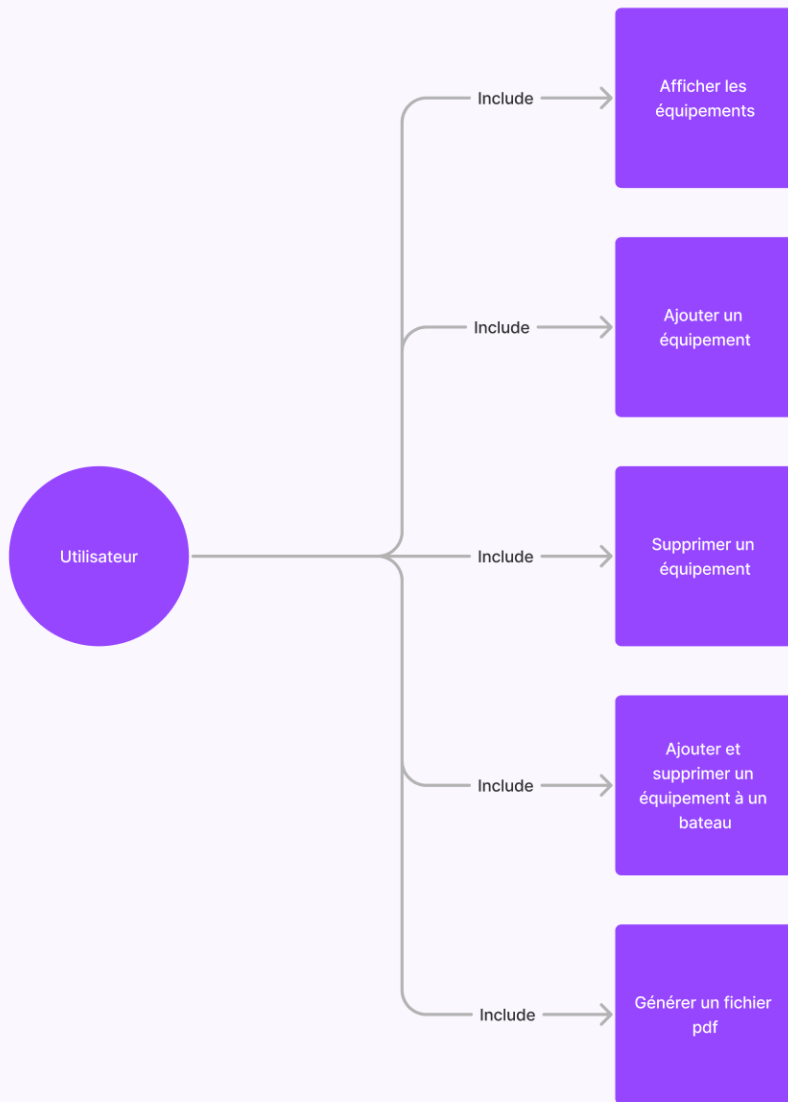 Include
Afficher les
équipements
Include
Ajouter un
équipement
Utilisateur
Include
Supprimer un
équipement
Include
Ajouter et
supprimer un
équipement à un
bateau
Include
Générer un fichier
pdf